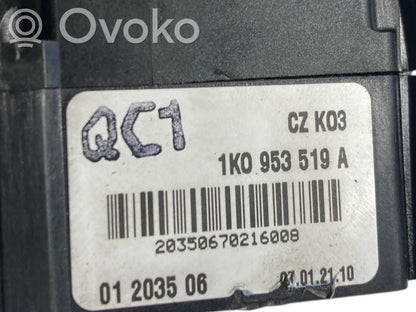 Ovoko
QC1
CZ K03
1K0 953 519 A
20350670216008
01 2035 06
07.01.21.10